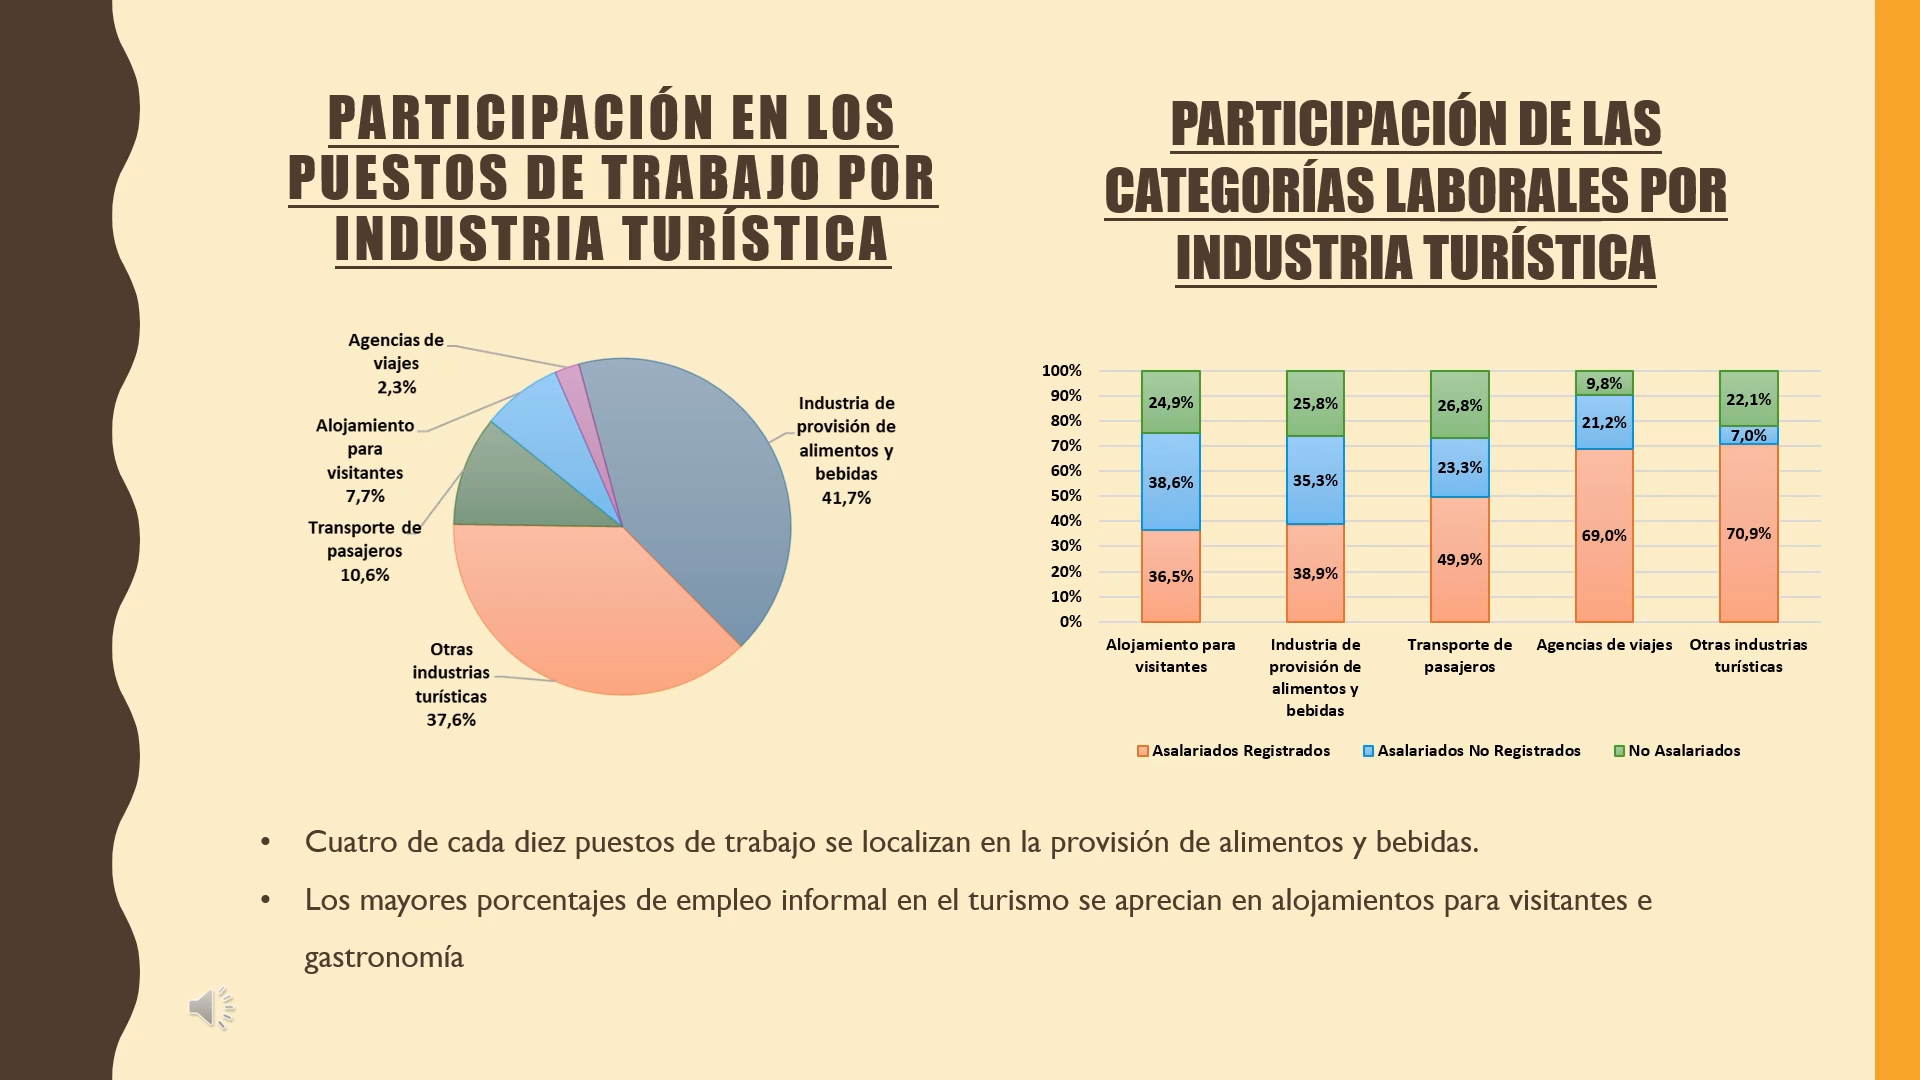 PARTICIPACIÓN EN LOS
PUESTOS DE TRABAJO POR
INDUSTRIA TURÍSTICA
Agencias de
viajes
2,3%
Alojamiento
para
visitantes
7,7%
Transporte de
pasajeros
10,6%
Otras
industrias
turísticas
37,6%
Industria de
provisión de
alimentos y
bebidas
41,7%
PARTICIPACIÓN DE LAS
CATEGORÍAS LABORALES POR
INDUSTRIA TURÍSTICA
100%
90%
80%
70%
60%
50%
40%
30%
20%
10%
0%
24,9%
38,6%
36,5%
25,8%
35,3%
38,9%
26,8%
23,3%
49,9%
9,8%
21,2%
69,0%
22,1%
7,0%
70,9%
Alojamiento para
visitantes
Industria de
provisión de
alimentos y
bebidas
Transporte de
pasajeros
Agencias de viajes
Otras industrias
turísticas
Asalariados Registrados
Asalariados No Registrados
No Asalariados
• Cuatro de cada diez puestos de trabajo se localizan en la provisión de alimentos y bebidas.
• Los mayores porcentajes de empleo informal en el turismo se aprecian en alojamientos para visitantes e
gastronomía